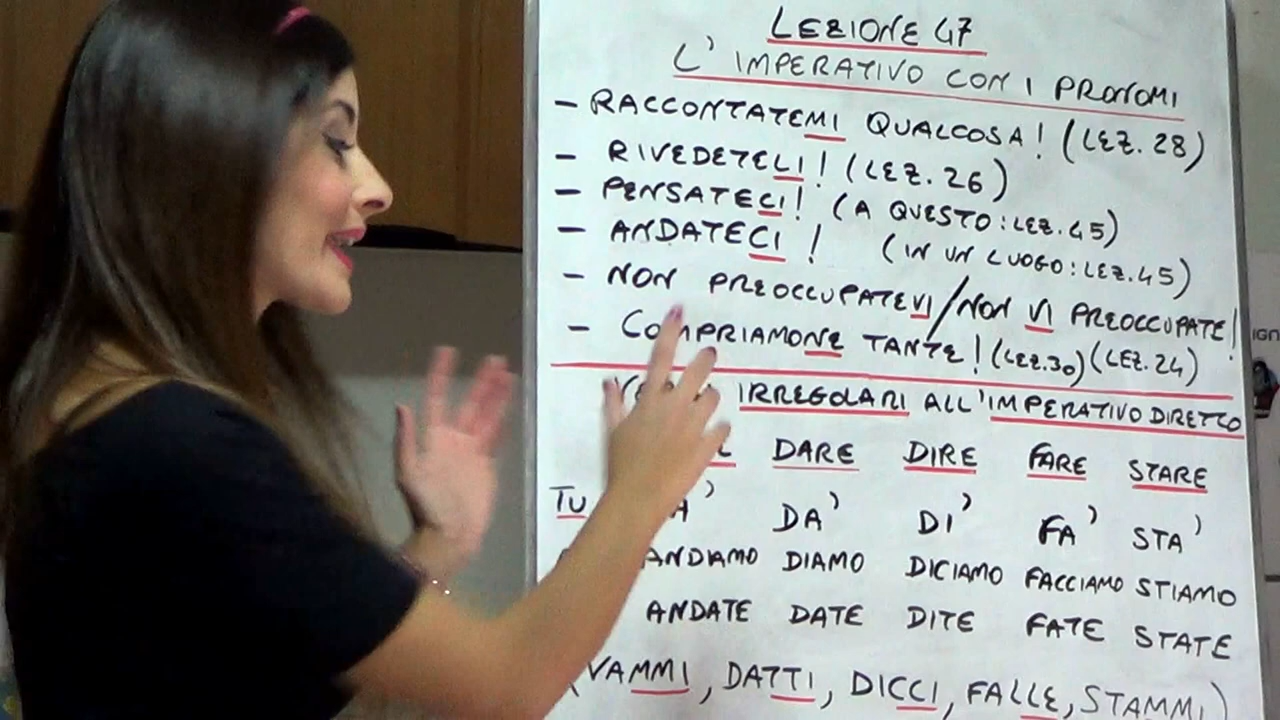 LEZIONE 47
L'IMPERATIVO CON I PRONOMI
- RACCONTATEMI QUALCOSA! (LEZ. 28)
- RIVEDETELI! (LEZ. 26)
- PENSATECI! (A QUESTO: LEZ. 45)
- ANDATECI! (IN UN LUOGO: LEZ. 45)
- NON PREOCCUPATEVI/NON VI PREOCCUPATE!
- COMPRIAMONE TANTE! (LEZ. 30) (LEZ. 24)
IRREGOLARI ALL'IMPERATIVO DIRETTO
DARE DIRE FARE STARE
TU DA' DI' FA' STA'
ANDIAMO DIAMO DICIAMO FACCIAMO STIAMO
ANDATE DATE DITE FATE STATE
(VAMMI, DATTI, DICCI, FALLE, STAMMI)